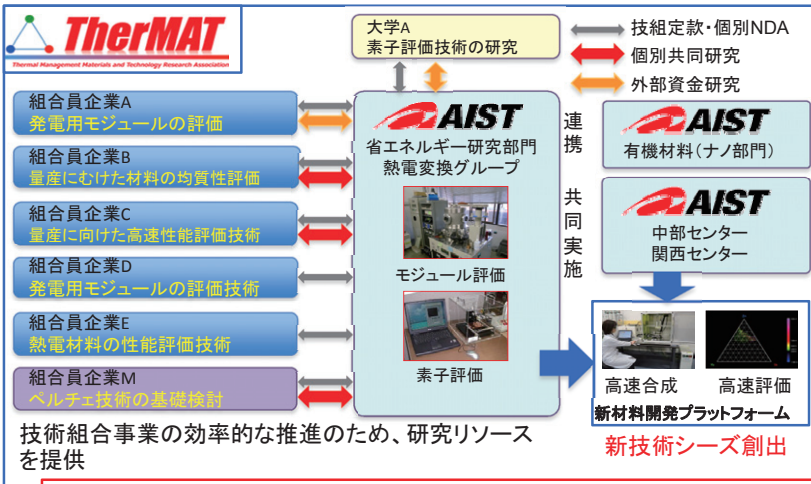 TherMAT
Thermal Management Materials and Technology Research Association
大学A
素子評価技術の研究
技組定款・個別NDA
個別共同研究
外部資金研究
組合員企業A
発電用モジュールの評価
組合員企業B
量産にむけた材料の均質性評価
組合員企業C
量産に向けた高速性能評価技術
組合員企業D
発電用モジュールの評価技術
組合員企業E
熱電材料の性能評価技術
組合員企業M
ペルチェ技術の基礎検討
AIST
省エネルギー研究部門
熱電変換グループ
モジュール評価
素子評価
連携 共同実施
AIST
有機材料(ナノ部門)
AIST
中部センター
関西センター
高速合成
高速評価
新材料開発プラットフォーム
新技術シーズ創出
技術組合事業の効率的な推進のため、研究リソース
を提供